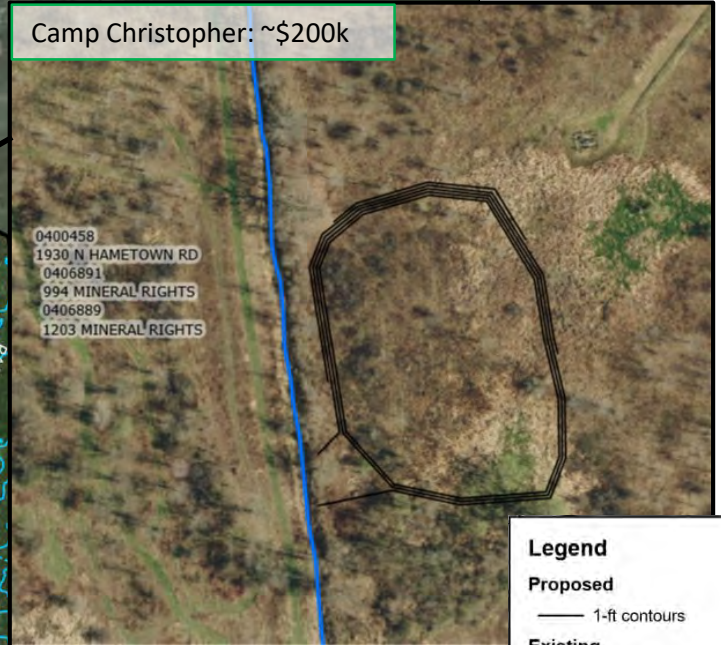 Camp Christopher: ~$200k
0400458
1930 N HAMETOWN RD
0406891
994 MINERAL RIGHTS
0406889
1203 MINERAL RIGHTS
Legend
Proposed
1-ft contours
Existing